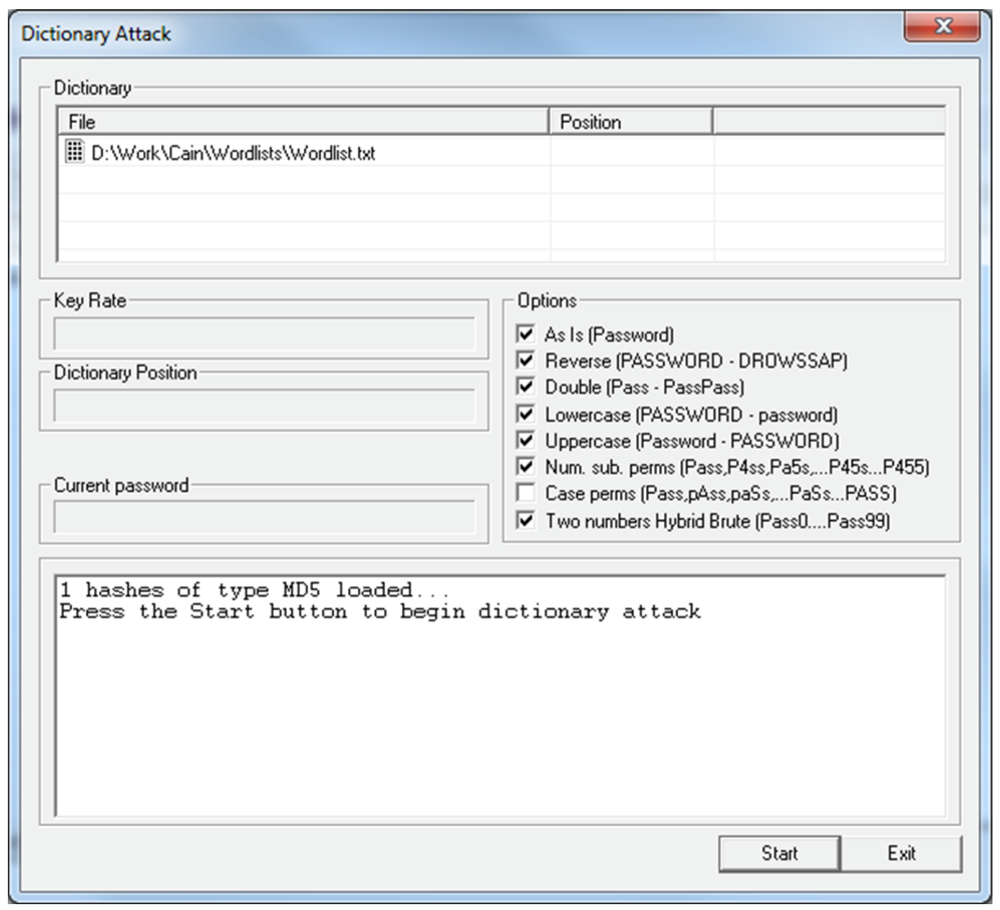 Dictionary Attack
Dictionary
File Position
D:\Work\Cain\Wordlists\Wordlist.txt
Key Rate
Dictionary Position
Current password
Options
As Is (Password)
Reverse (PASSWORD - DROWSSAP)
Double (Pass - PassPass)
Lowercase (PASSWORD - password)
Uppercase (Password - PASSWORD)
Num. sub. perms (Pass,P4ss,Pa5s,...P45s...P455)
Case perms (Pass,pAss,paSs,...PaSs...PASS)
Two numbers Hybrid Brute (Pass0....Pass99)
1 hashes of type MD5 loaded...
Press the Start button to begin dictionary attack
Start Exit